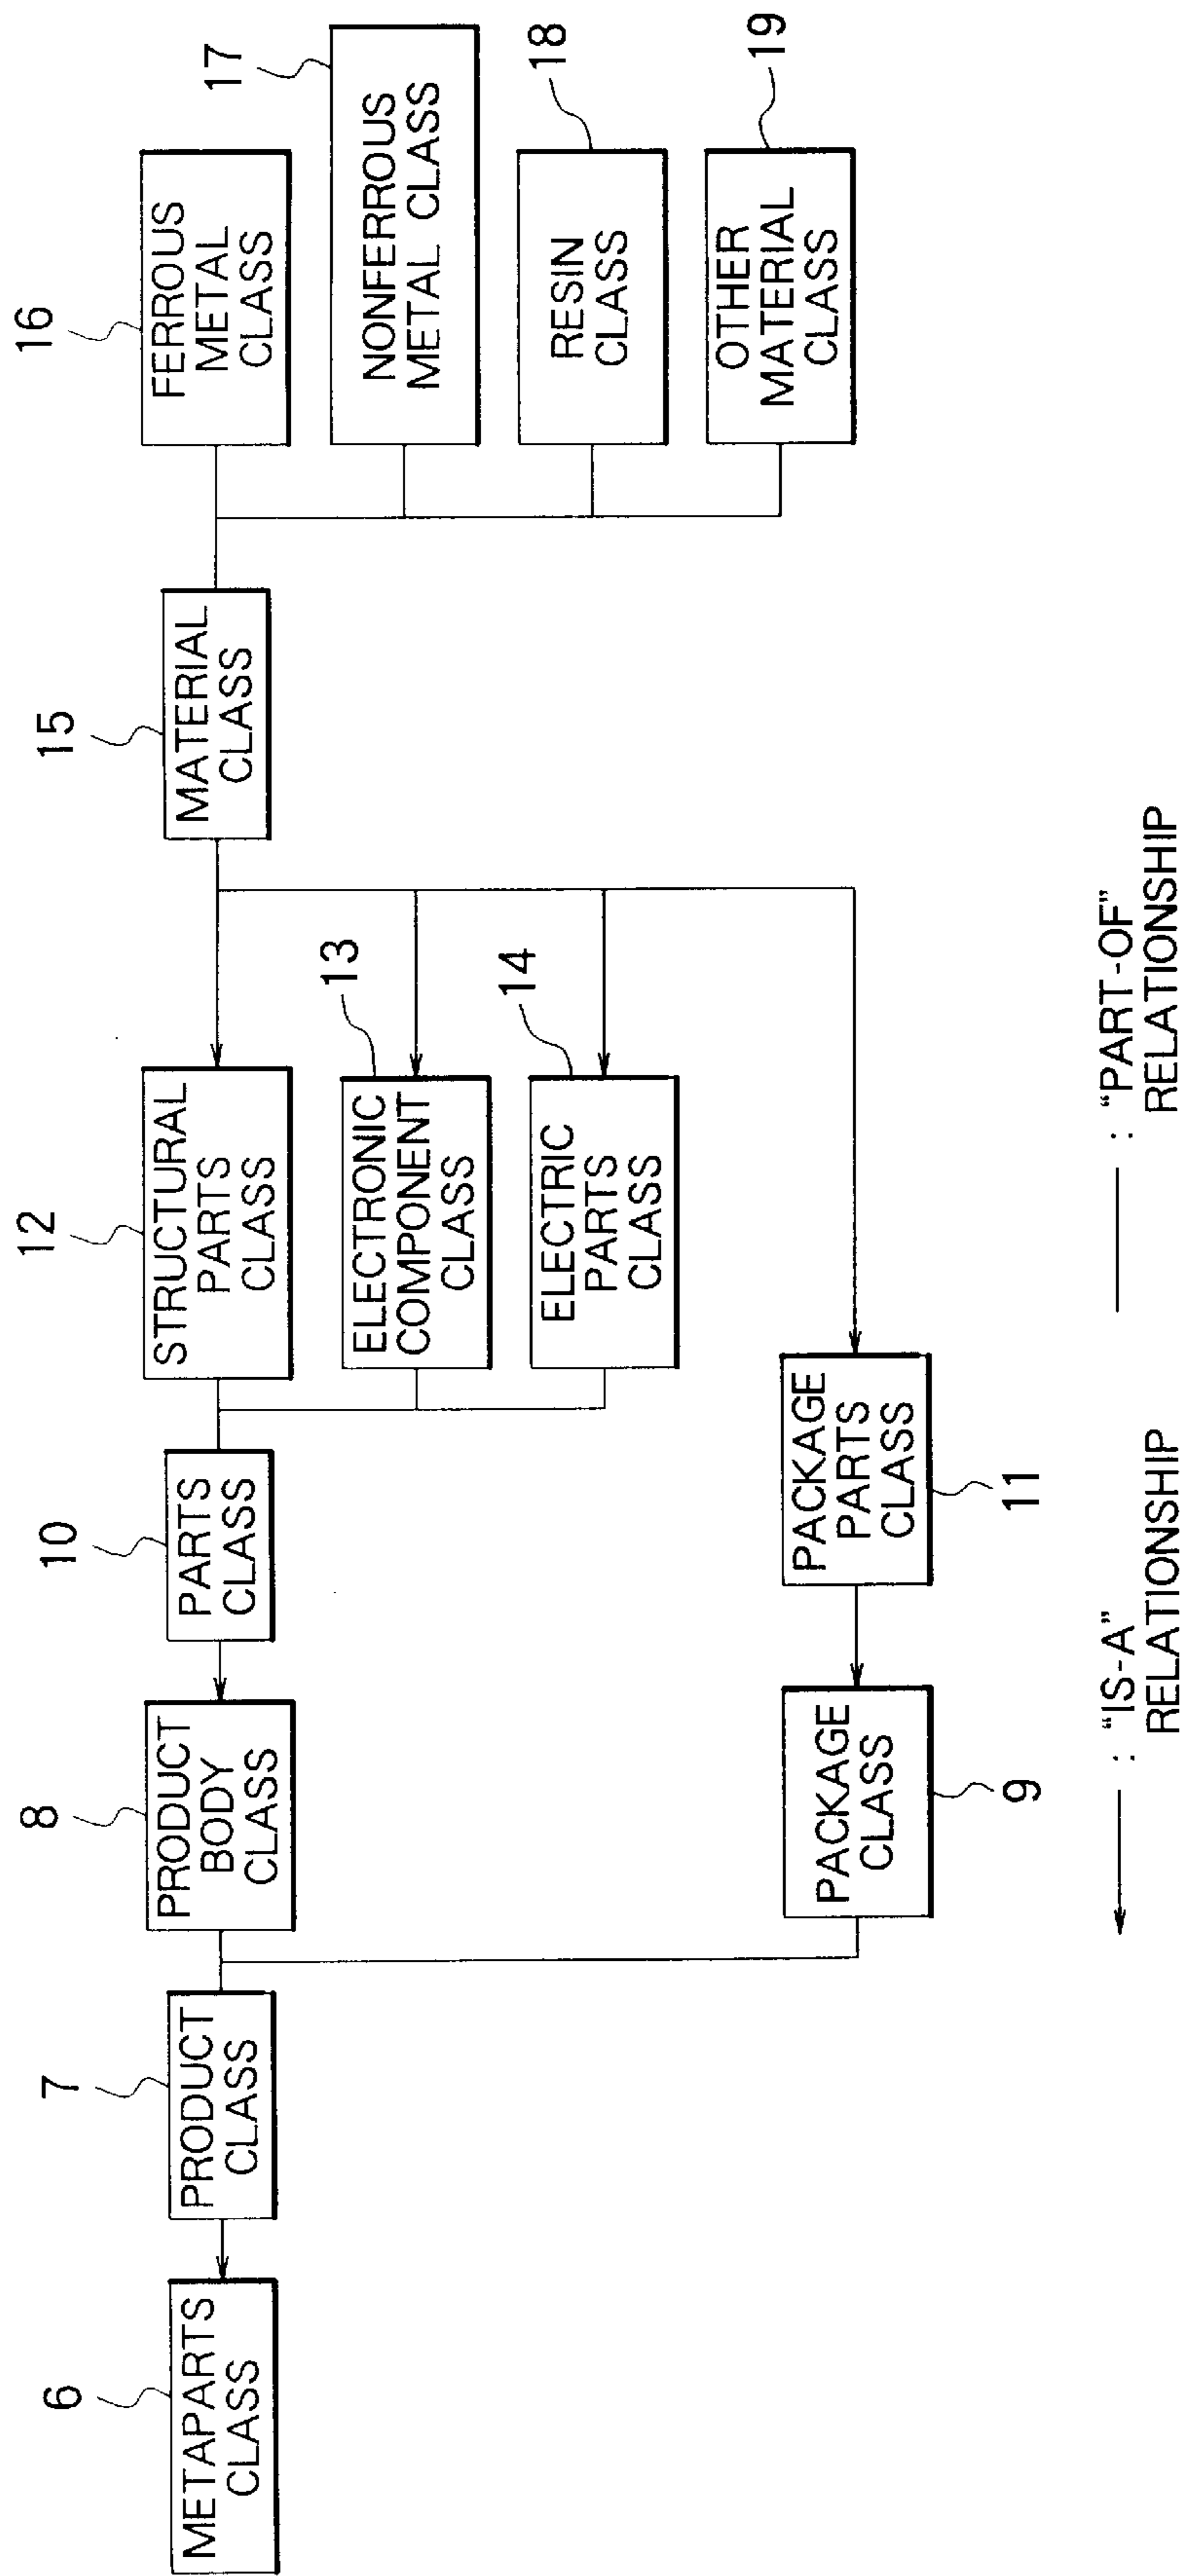 6
METAPARTS
CLASS
7
PRODUCT
CLASS
8
PRODUCT
BODY
CLASS
9
PACKAGE
CLASS
10
PARTS
CLASS
11
PACKAGE
PARTS
CLASS
12
STRUCTURAL
PARTS
CLASS
13
ELECTRONIC
COMPONENT
CLASS
14
ELECTRIC
PARTS
CLASS
15
MATERIAL
CLASS
16
FERROUS
METAL
CLASS
17
NONFERROUS
METAL CLASS
18
RESIN
CLASS
19
OTHER
MATERIAL
CLASS
: "IS-A"
RELATIONSHIP
: "PART-OF"
RELATIONSHIP